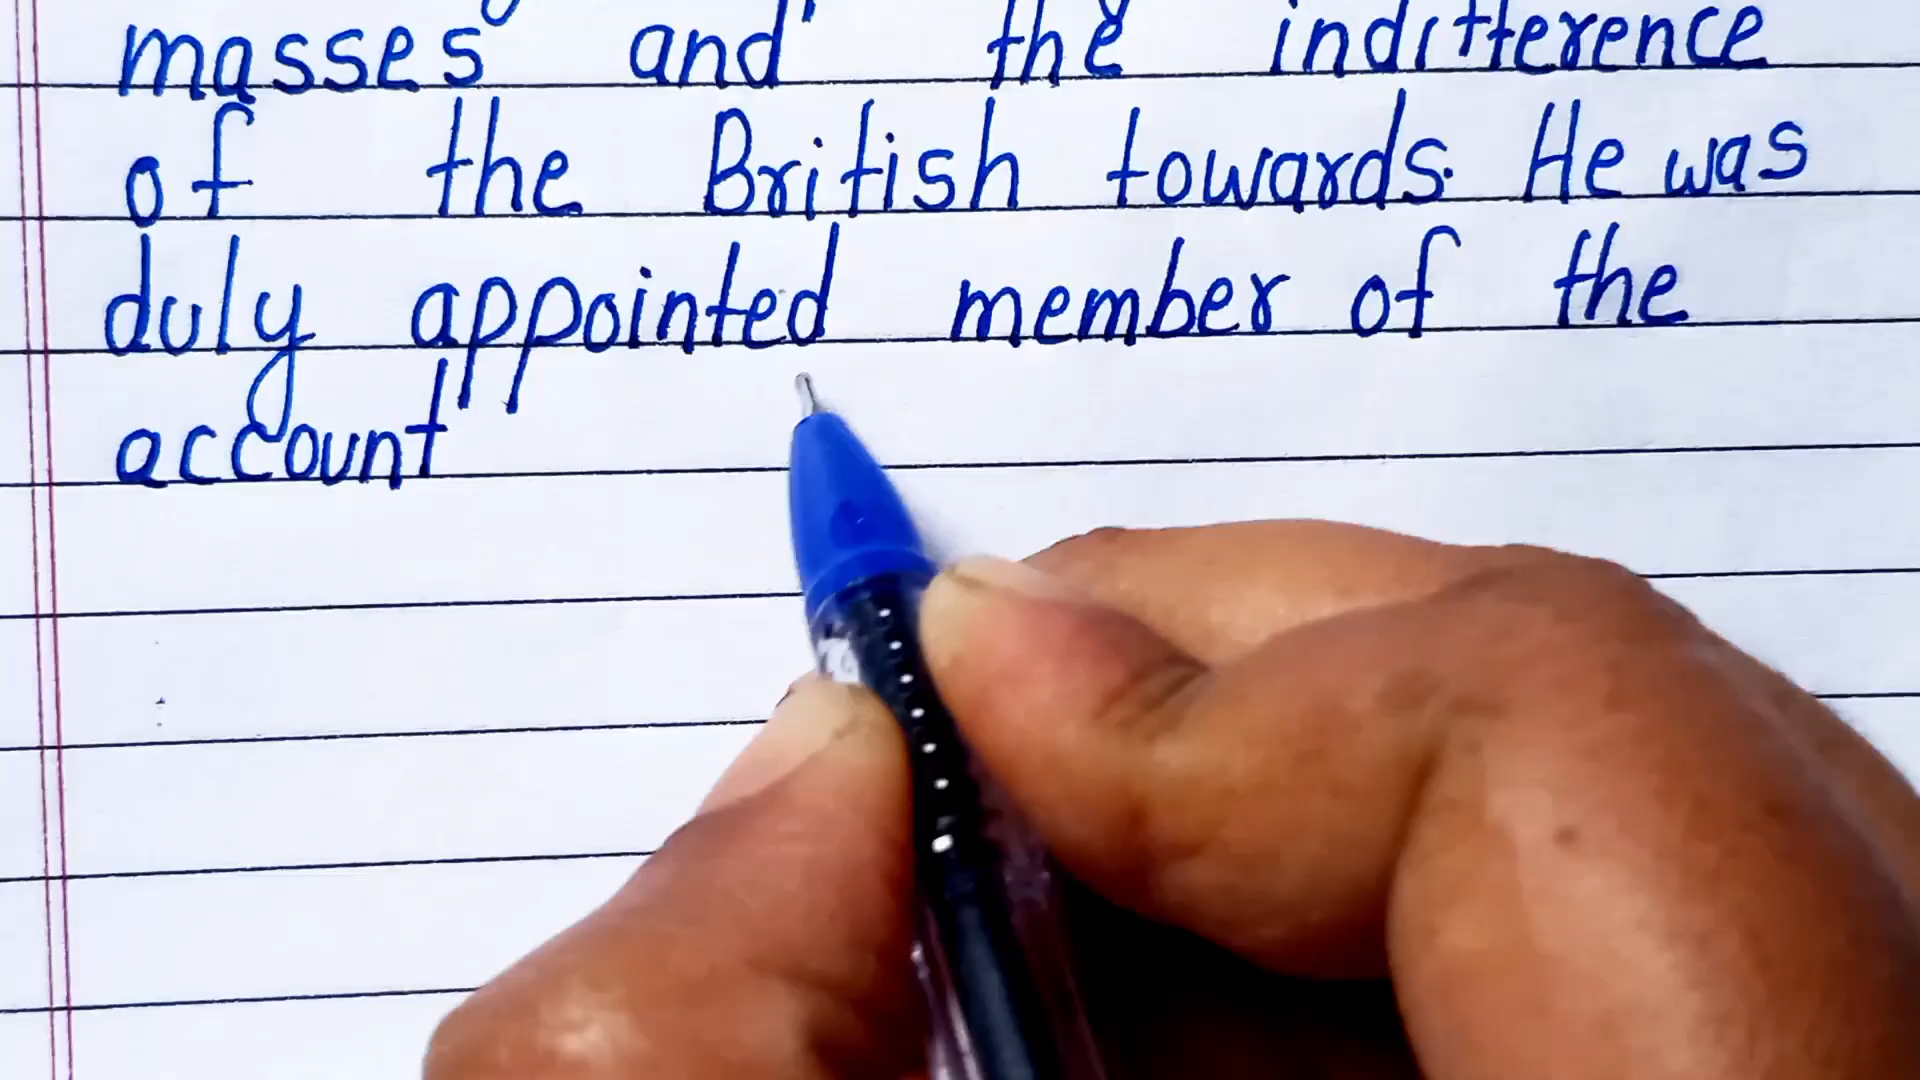 masses and the indifference
of the British towards. He was
duly appointed member of the
account